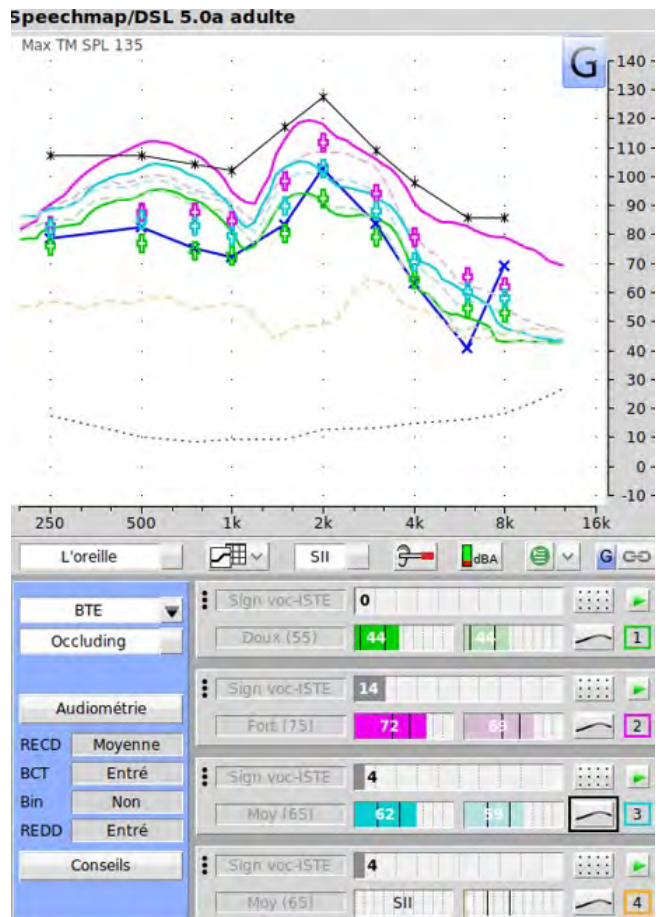 Speechmap/DSL 5.0a adulte
Max TM SPL 135
G
140
130
120
110
100
90
80
70
60
50
40
30
20
10
0
-10
250 500 1k 2k 4k 8k 16k
L'oreille SII dBA G
BTE
Occluding
Audiométrie
RECD Moyenne
BCT Entré
Bin Non
REDD Entré
Conseils
Sign voc-ISTE 0
Doux (55) 44 44 1
Sign voc-ISTE 14
Fort (75) 72 69 2
Sign voc-ISTE 4
Moy (65) 62 59 3
Sign voc-ISTE 4
Moy (65) SII 4